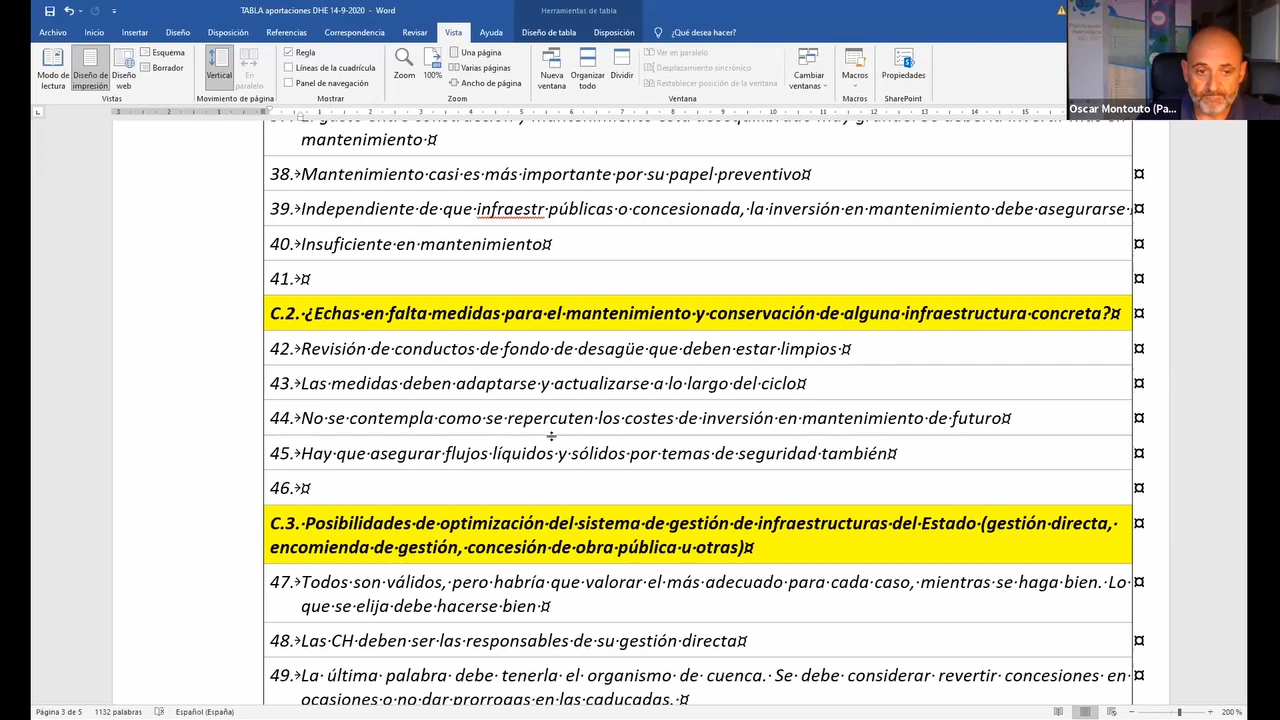 TABLA aportaciones DHE 14-9-2020 - Word
Herramientas de tabla
Archivo Inicio Insertar Diseño Disposición Referencias Correspondencia Revisar Vista Ayuda Diseño de tabla Disposición ¿Qué desea hacer?
Modo de lectura
Diseño de impresión
Diseño web
Esquema
Borrador
Vistas
Vertical
En paralelo
Movimiento de página
Regla
Líneas de la cuadrícula
Panel de navegación
Mostrar
Zoom
100%
Una página
Varias páginas
Ancho de página
Zoom
Nueva ventana
Organizar todo
Dividir
Ver en paralelo
Desplazamiento sincrónico
Restablecer posición de la ventana
Ventana
Cambiar ventanas
Macros
Macros
Propiedades
SharePoint
Oscar Montouto (Pa...
mantenimiento·¤
38.Mantenimiento·casi·es·más·importante·por·su·papel·preventivo¤
39.Independiente·de·que·infraestr·públicas·o·concesionada,·la·inversión·en·mantenimiento·debe·asegurarse·¤
40.Insuficiente·en·mantenimiento¤
41.¤
C.2.·¿Echas·en·falta·medidas·para·el·mantenimiento·y·conservación·de·alguna·infraestructura·concreta?¤
42.Revisión·de·conductos·de·fondo·de·desagüe·que·deben·estar·limpios·¤
43.Las·medidas·deben·adaptarse·y·actualizarse·a·lo·largo·del·ciclo¤
44.No·se·contempla·como·se·repercuten·los·costes·de·inversión·en·mantenimiento·de·futuro¤
45.Hay·que·asegurar·flujos·líquidos·y·sólidos·por·temas·de·seguridad·también¤
46.¤
C.3.·Posibilidades·de·optimización·del·sistema·de·gestión·de·infraestructuras·del·Estado·(gestión·directa,·
encomienda·de·gestión,·concesión·de·obra·pública·u·otras)¤
47.Todos·son·válidos,·pero·habría·que·valorar·el·más·adecuado·para·cada·caso,·mientras·se·haga·bien.·Lo·
que·se·elija·debe·hacerse·bien·¤
48.Las·CH·deben·ser·las·responsables·de·su·gestión·directa¤
49.La·última·palabra·debe·tenerla·el·organismo·de·cuenca.·Se·debe·considerar·revertir·concesiones·en·
ocasiones·o·no·dar·prorrogas·en·las·caducadas.·¤
Página 3 de 5 1132 palabras Español (España) 200 %